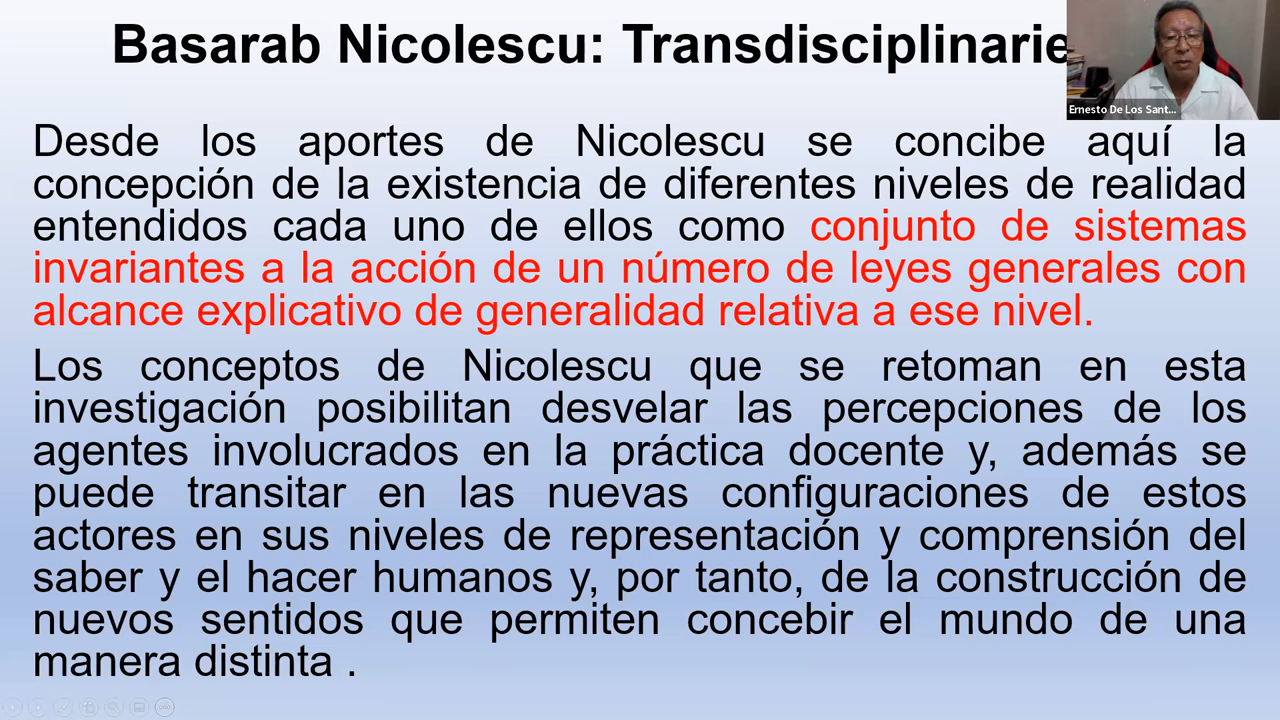 Basarab Nicolescu: Transdisciplinarie
Ernesto De Los Sant...
Desde los aportes de Nicolescu se concibe aquí la
concepción de la existencia de diferentes niveles de realidad
entendidos cada uno de ellos como conjunto de sistemas
invariantes a la acción de un número de leyes generales con
alcance explicativo de generalidad relativa a ese nivel.
Los conceptos de Nicolescu que se retoman en esta
investigación posibilitan desvelar las percepciones de los
agentes involucrados en la práctica docente y, además se
puede transitar en las nuevas configuraciones de estos
actores en sus niveles de representación y comprensión del
saber y el hacer humanos y, por tanto, de la construcción de
nuevos sentidos que permiten concebir el mundo de una
manera distinta .